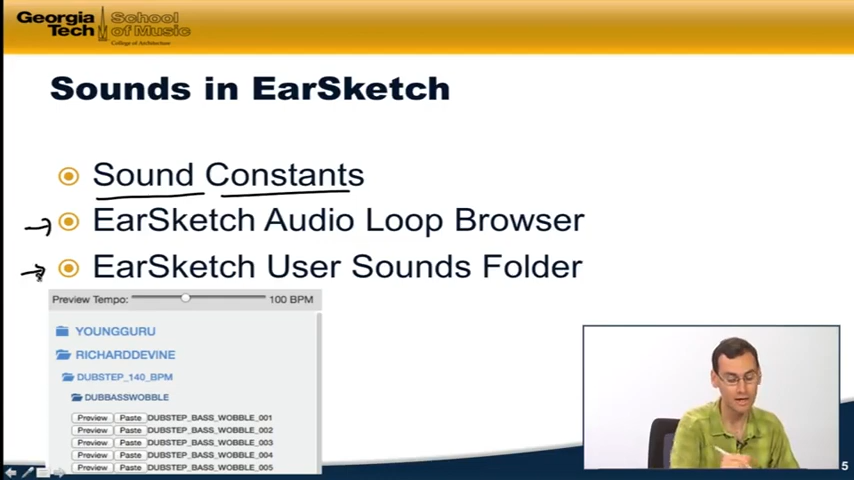 Georgia Tech School of Music
College of Architecture
Sounds in EarSketch
Sound Constants
EarSketch Audio Loop Browser
EarSketch User Sounds Folder
Preview Tempo: 100 BPM
YOUNGGURU
RICHARDDEVINE
DUBSTEP_140_BPM
DUBBASSWOBBLE
Preview Paste DUBSTEP_BASS_WOBBLE_001
Preview Paste DUBSTEP_BASS_WOBBLE_002
Preview Paste DUBSTEP_BASS_WOBBLE_003
Preview Paste DUBSTEP_BASS_WOBBLE_004
Preview Paste DUBSTEP_BASS_WOBBLE_005
5